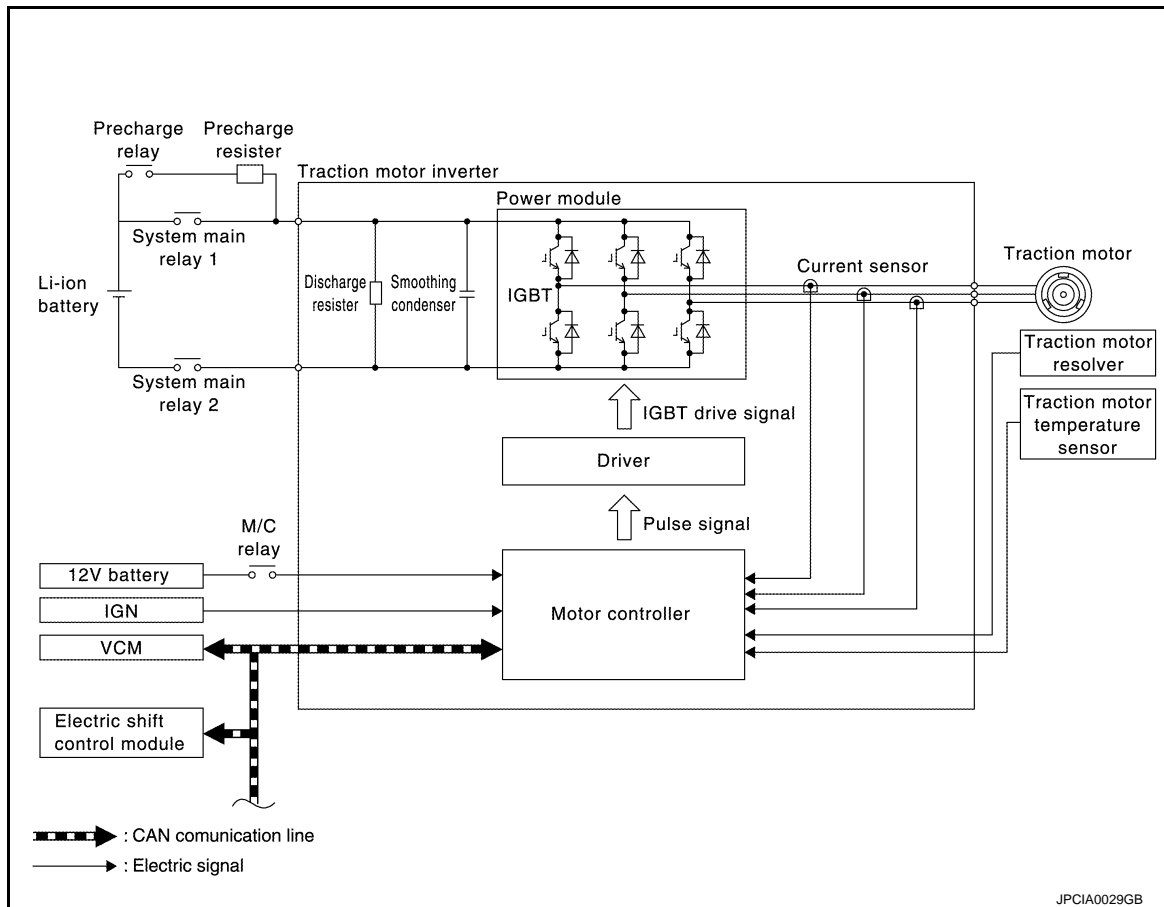 Precharge
relay
Precharge
resister
Traction motor inverter
Power module
System main
relay 1
Li-ion
battery
Discharge
resister
Smoothing
condenser
IGBT
Current sensor
Traction motor
System main
relay 2
Traction motor
resolver
Traction motor
temperature
sensor
IGBT drive signal
Driver
Pulse signal
M/C
relay
12V battery
IGN
VCM
Motor controller
Electric shift
control module
: CAN comunication line
: Electric signal
JPCIA0029GB